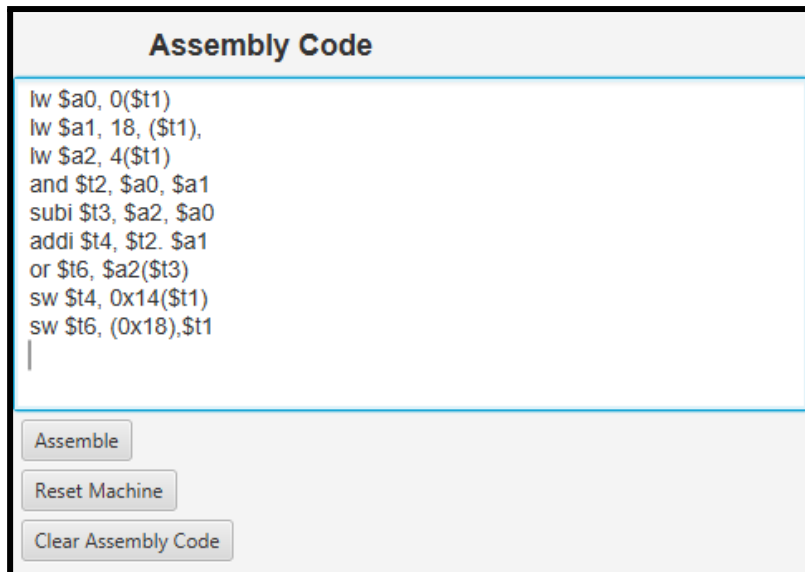 Assembly Code
lw $a0, 0($t1)
lw $a1, 18, ($t1),
lw $a2, 4($t1)
and $t2, $a0, $a1
subi $t3, $a2, $a0
addi $t4, $t2. $a1
or $t6, $a2($t3)
sw $t4, 0x14($t1)
sw $t6, (0x18),$t1
Assemble
Reset Machine
Clear Assembly Code